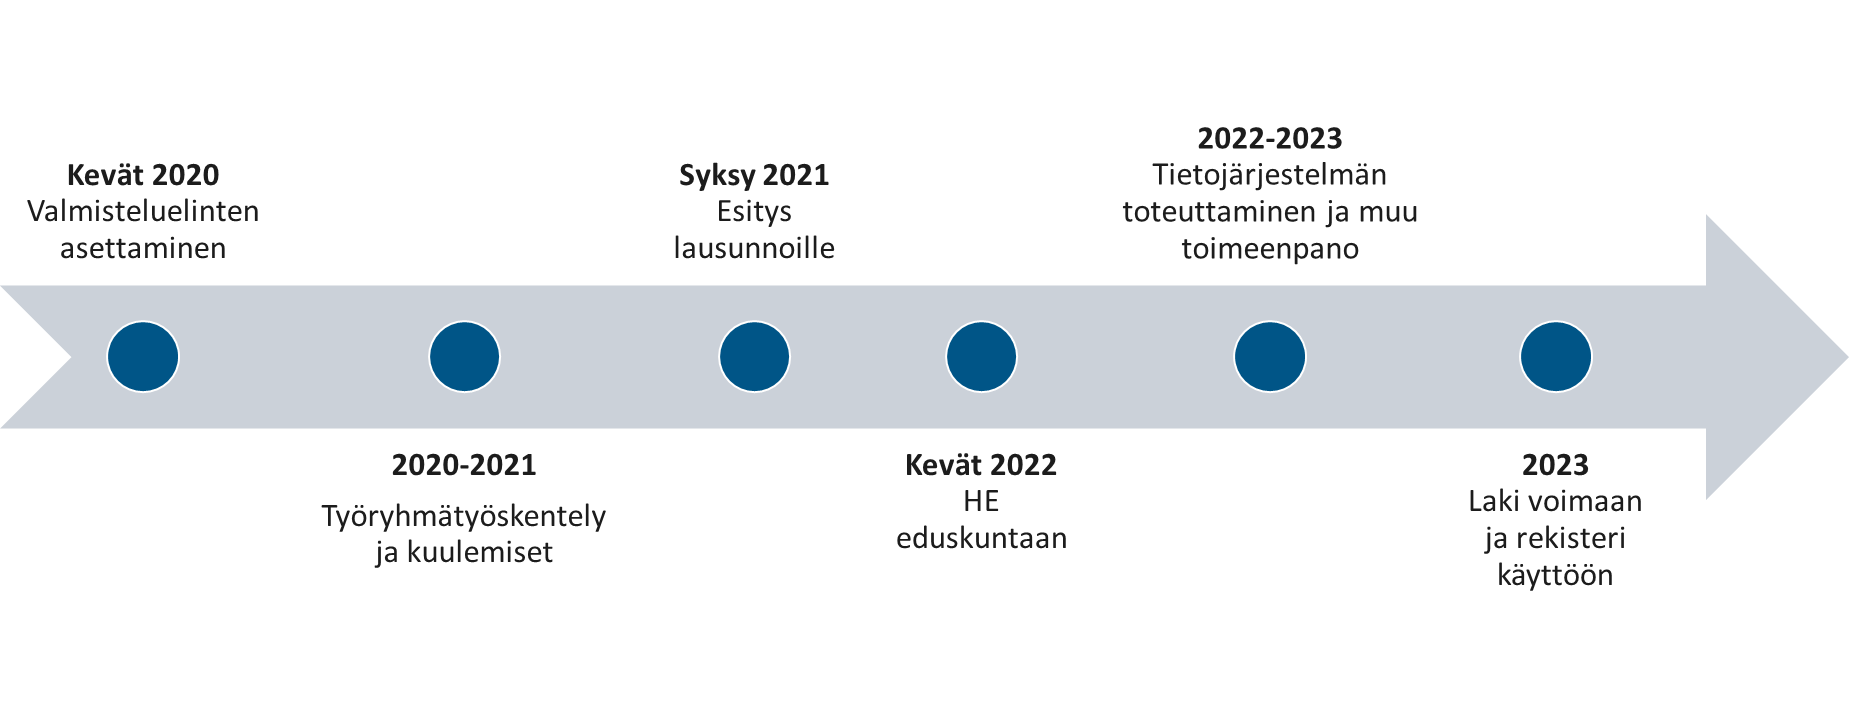 Kevät 2020
Valmisteluelinten
asettaminen
2020-2021
Työryhmätyöskentely
ja kuulemiset
Syksy 2021
Esitys
lausunnoille
Kevät 2022
HE
eduskuntaan
2022-2023
Tietojärjestelmän
toteuttaminen ja muu
toimeenpano
2023
Laki voimaan
ja rekisteri
käyttöön